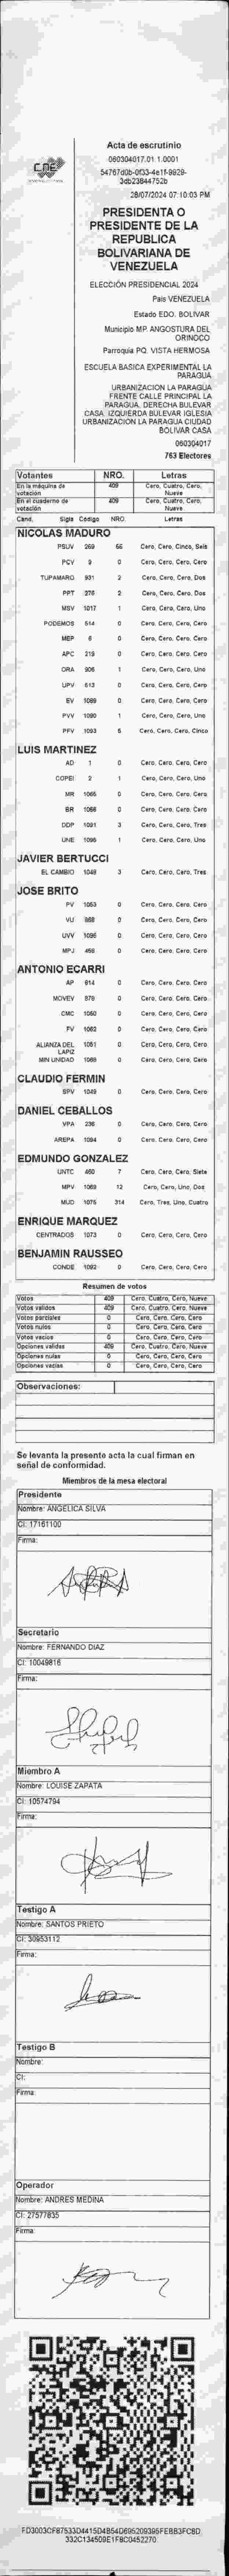 CNE
Acta de escrutinio
060304017.01.1.0001
54767d0b-0f33-4e1f-9929-
3db23844752b
28/07/2024 07:10:03 PM
PRESIDENTA O
PRESIDENTE DE LA
REPUBLICA
BOLIVARIANA DE
VENEZUELA
ELECCIÓN PRESIDENCIAL 2024
País VENEZUELA
Estado EDO. BOLIVAR
Municipio MP. ANGOSTURA DEL
ORINOCO
Parroquia PQ. VISTA HERMOSA
ESCUELA BASICA EXPERIMENTAL LA
PARAGUA
URBANIZACION LA PARAGUA
FRENTE CALLE PRINCIPAL LA
PARAGUA. DERECHA BULEVAR
CASA. IZQUIERDA BULEVAR IGLESIA
URBANIZACION LA PARAGUA CIUDAD
BOLIVAR CASA
060304017
763 Electores
Votantes NRO. Letras
En la máquina de votación 409 Cero, Cuatro, Cero, Nueve
En el cuaderno de votación 409 Cero, Cuatro, Cero, Nueve
Cand. Sigla Código NRO. Letras
NICOLAS MADURO
PSUV 269 56 Cero, Cero, Cinco, Seis
PCV 9 0 Cero, Cero, Cero, Cero
TUPAMARO 931 2 Cero, Cero, Cero, Dos
PPT 276 2 Cero, Cero, Cero, Dos
MSV 1017 1 Cero, Cero, Cero, Uno
PODEMOS 514 0 Cero, Cero, Cero, Cero
MEP 6 0 Cero, Cero, Cero, Cero
APC 219 0 Cero, Cero, Cero, Cero
ORA 906 1 Cero, Cero, Cero, Uno
UPV 613 0 Cero, Cero, Cero, Cero
EV 1089 0 Cero, Cero, Cero, Cero
PVV 1090 1 Cero, Cero, Cero, Uno
PFV 1093 5 Cero, Cero, Cero, Cinco
LUIS MARTINEZ
AD 1 0 Cero, Cero, Cero, Cero
COPEI 2 1 Cero, Cero, Cero, Uno
MR 1065 0 Cero, Cero, Cero, Cero
BR 1066 0 Cero, Cero, Cero, Cero
DDP 1091 3 Cero, Cero, Cero, Tres
UNE 1096 1 Cero, Cero, Cero, Uno
JAVIER BERTUCCI
EL CAMBIO 1049 3 Cero, Cero, Cero, Tres
JOSE BRITO
PV 1053 0 Cero, Cero, Cero, Cero
VU 868 0 Cero, Cero, Cero, Cero
UVV 0 Cero, Cero, Cero, Cero
MPJ 458 0 Cero, Cero, Cero, Cero
ANTONIO ECARRI
AP 614 0 Cero, Cero, Cero, Cero
MOVEV 878 0 Cero, Cero, Cero, Cero
CMC 1050 0 Cero, Cero, Cero, Cero
FV 1062 0 Cero, Cero, Cero, Cero
ALIANZA DEL LAPIZ 1051 0 Cero, Cero, Cero, Cero
MIN UNIDAD 1068 0 Cero, Cero, Cero, Cero
CLAUDIO FERMIN
SPV 1049 0 Cero, Cero, Cero, Cero
DANIEL CEBALLOS
VPA 236 0 Cero, Cero, Cero, Cero
AREPA 1094 0 Cero, Cero, Cero, Cero
EDMUNDO GONZALEZ
UNTC 460 7 Cero, Cero, Cero, Siete
MPV 1069 12 Cero, Cero, Uno, Dos
MUD 1075 314 Cero, Tres, Uno, Cuatro
ENRIQUE MARQUEZ
CENTRADOS 1073 0 Cero, Cero, Cero, Cero
BENJAMIN RAUSSEO
CONDE 1092 0 Cero, Cero, Cero, Cero
Resumen de votos
Votos 409 Cero, Cuatro, Cero, Nueve
Votos validos 409 Cero, Cuatro, Cero, Nueve
Votos parciales 0 Cero, Cero, Cero, Cero
Votos nulos 0 Cero, Cero, Cero, Cero
Votos vacios 0 Cero, Cero, Cero, Cero
Opciones validas 409 Cero, Cuatro, Cero, Nueve
Opciones nulas 0 Cero, Cero, Cero, Cero
Opciones vacias 0 Cero, Cero, Cero, Cero
Observaciones:
Se levanta la presente acta la cual firman en
señal de conformidad.
Miembros de la mesa electoral
Presidente
Nombre: ANGELICA SILVA
CI: 17161100
Firma:
Secretario
Nombre: FERNANDO DIAZ
CI: 10049816
Firma:
Miembro A
Nombre: LOUISE ZAPATA
CI: 10574794
Firma:
Testigo A
Nombre: SANTOS PRIETO
CI: 30953112
Firma:
Testigo B
Nombre:
CI:
Firma:
Operador
Nombre: ANDRES MEDINA
CI: 27577835
Firma:
FD3003CF87533D4415D4B54D695209395FEBB3FC8D
332C134509E1F8C0452270